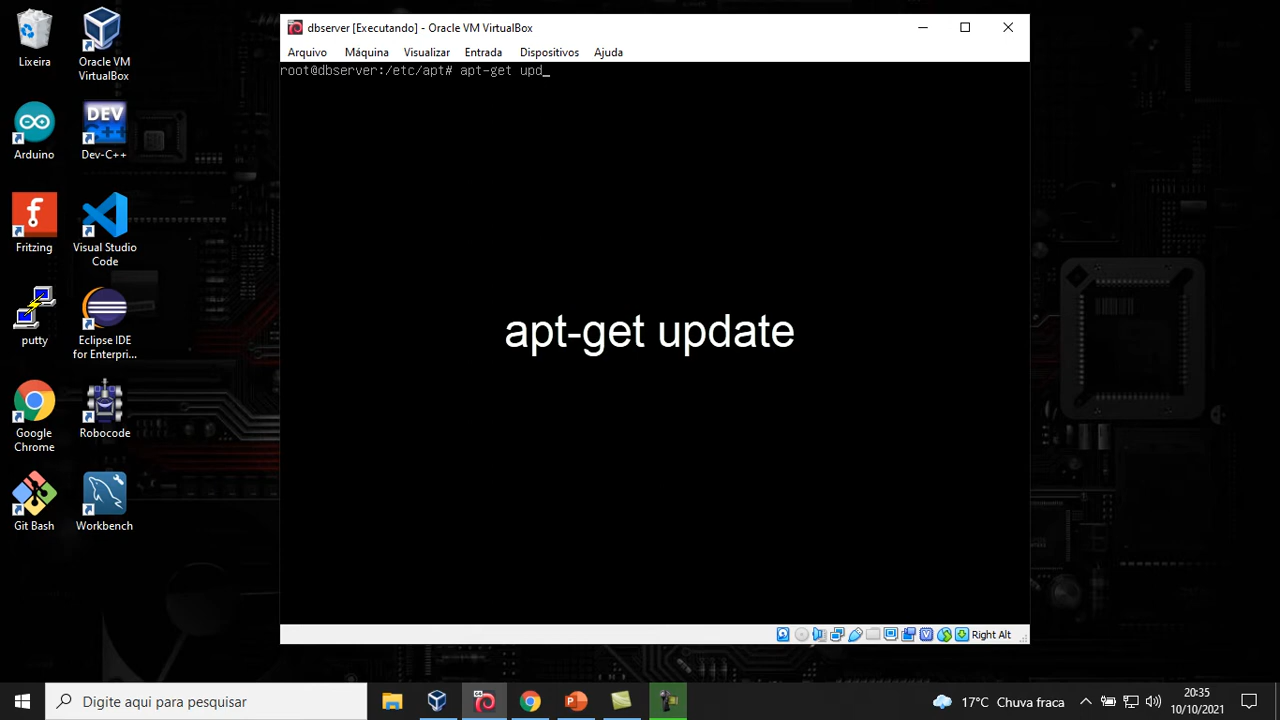 Lixeira
Oracle VM
VirtualBox
Arduino
DEV
C++
Dev-C++
Fritzing
Visual Studio
Code
putty
Eclipse IDE
for Enterpri...
Google
Chrome
Robocode
Git Bash
Workbench
dbserver [Executando] - Oracle VM VirtualBox
Arquivo Máquina Visualizar Entrada Dispositivos Ajuda
root@dbserver:/etc/apt# apt-get upd_
apt-get update
Right Alt
Digite aqui para pesquisar
17°C Chuva fraca
20:35
10/10/2021